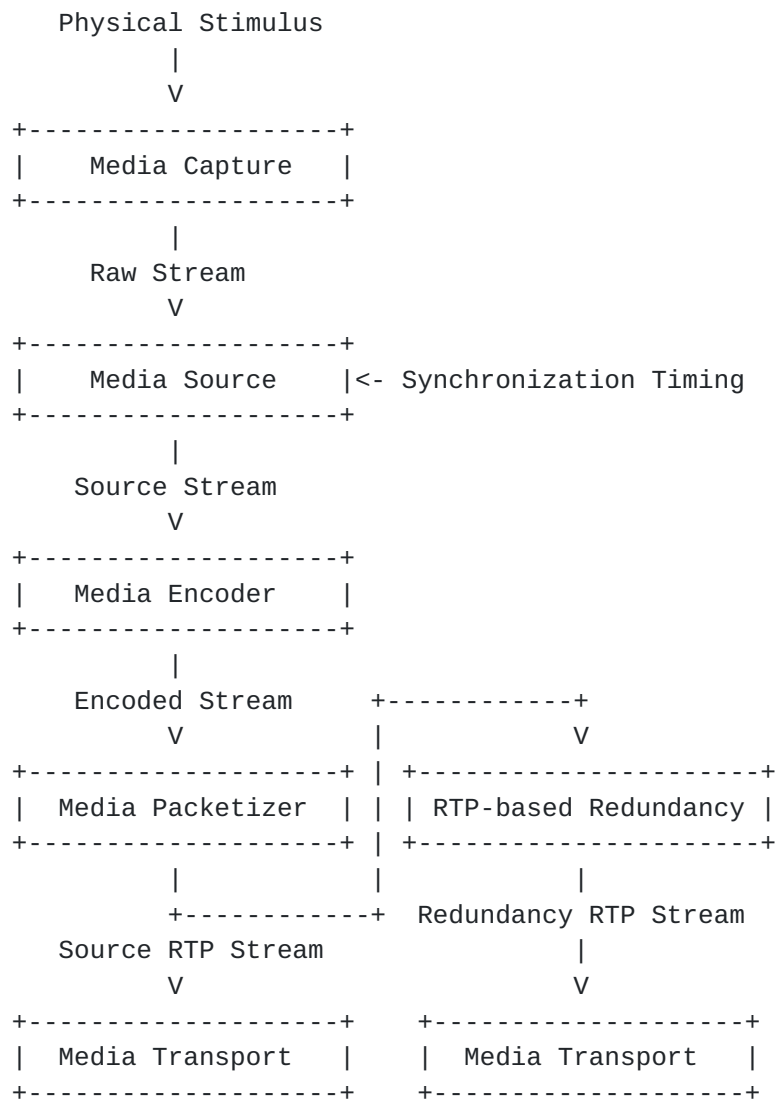 Physical Stimulus
Media Capture
Raw Stream
Media Source <- Synchronization Timing
Source Stream
Media Encoder
Encoded Stream
Media Packetizer RTP-based Redundancy
Redundancy RTP Stream
Source RTP Stream
Media Transport Media Transport